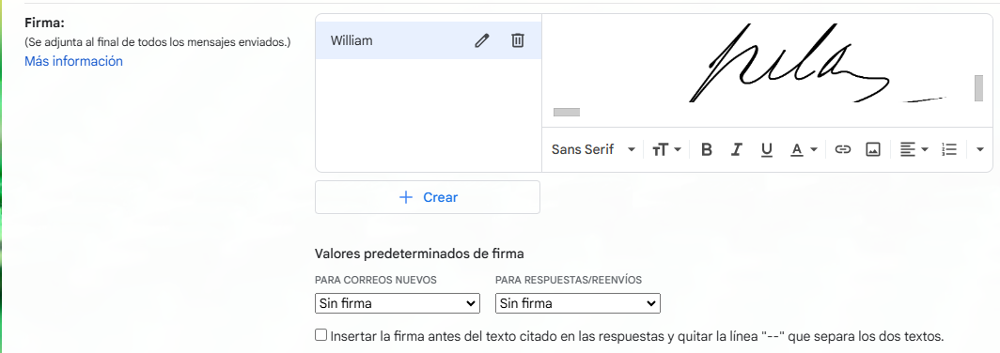 Firma:
(Se adjunta al final de todos los mensajes enviados.)
Más información
William
Sans Serif
Crear
Valores predeterminados de firma
PARA CORREOS NUEVOS
PARA RESPUESTAS/REENVÍOS
Sin firma
Sin firma
Insertar la firma antes del texto citado en las respuestas y quitar la línea "--" que separa los dos textos.